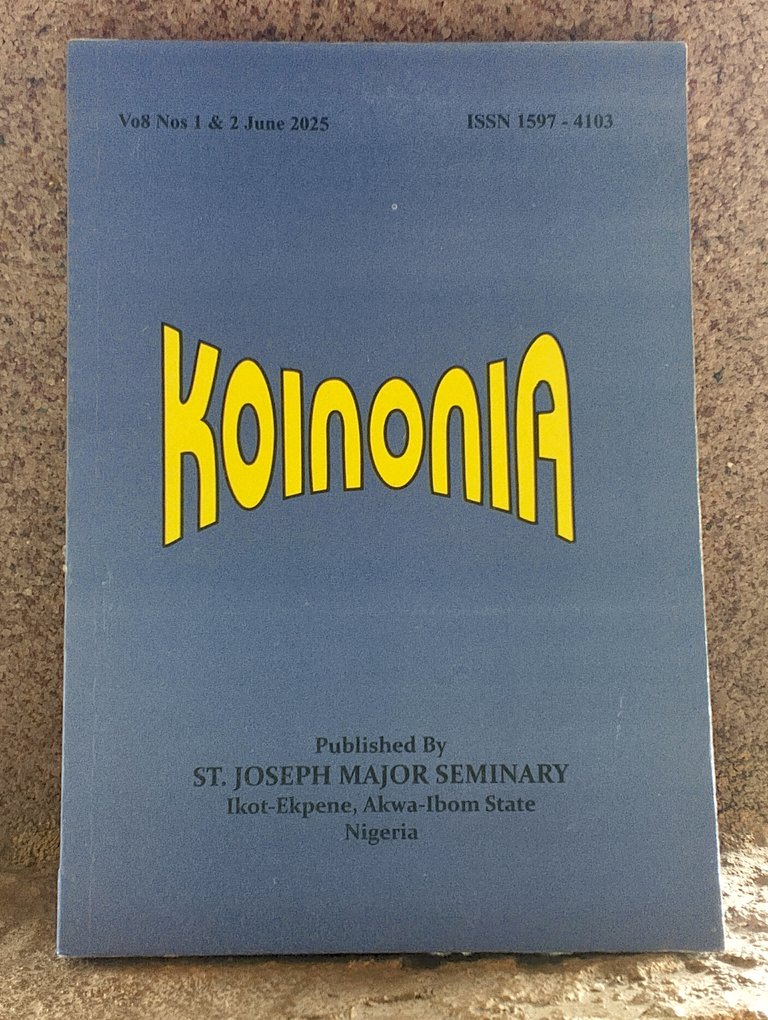 Vo8 Nos 1 & 2 June 2025 ISSN 1597 - 4103
KOINONIA
Published By
ST. JOSEPH MAJOR SEMINARY
Ikot-Ekpene, Akwa-Ibom State
Nigeria